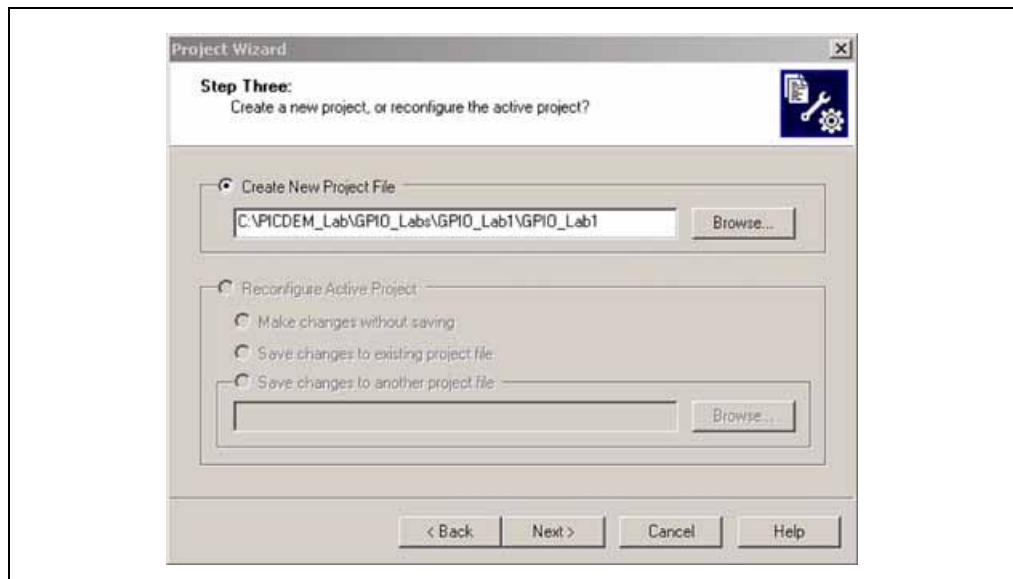 Project Wizard
Step Three:
Create a new project, or reconfigure the active project?
Create New Project File
C:\PICDEM_Lab\GPIO_Labs\GPIO_Lab1\GPIO_Lab1
Browse...
Reconfigure Active Project
Make changes without saving
Save changes to existing project file
Save changes to another project file
Browse...
< Back
Next >
Cancel
Help